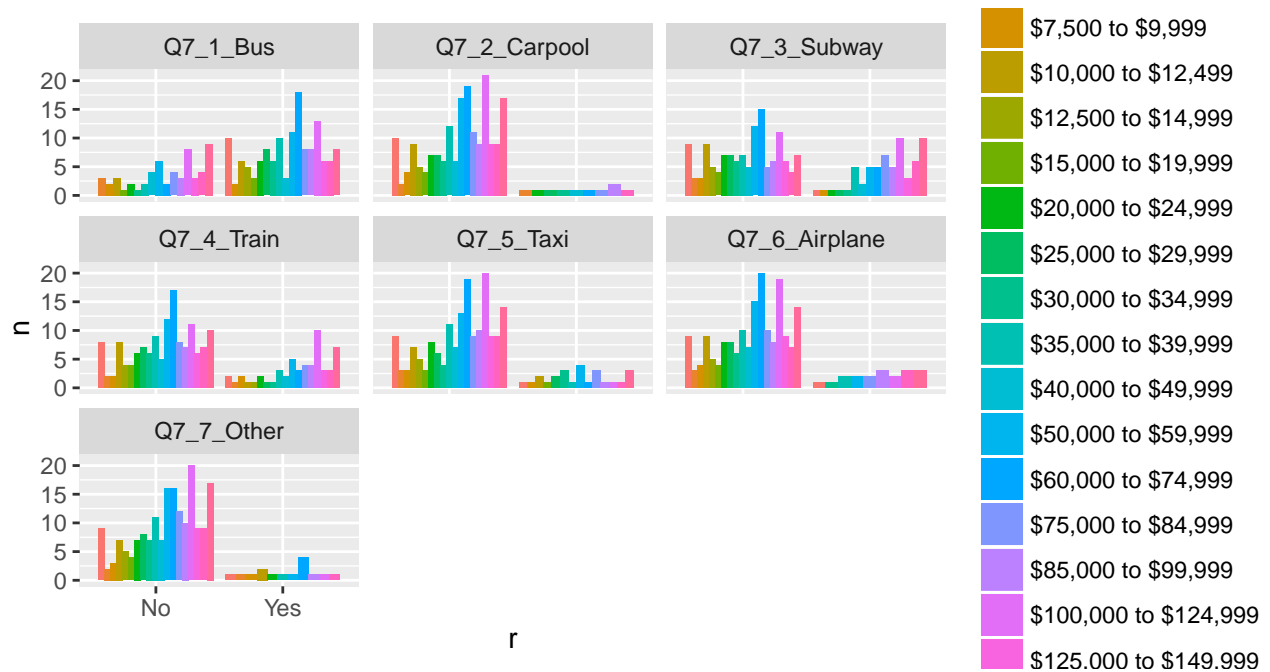 Q7_1_Bus
Q7_2_Carpool
Q7_3_Subway
20
15
10
5
0
Q7_4_Train
Q7_5_Taxi
Q7_6_Airplane
20
15
10
5
0
Q7_7_Other
20
15
10
5
0
No
Yes
n
r
$7,500 to $9,999
$10,000 to $12,499
$12,500 to $14,999
$15,000 to $19,999
$20,000 to $24,999
$25,000 to $29,999
$30,000 to $34,999
$35,000 to $39,999
$40,000 to $49,999
$50,000 to $59,999
$60,000 to $74,999
$75,000 to $84,999
$85,000 to $99,999
$100,000 to $124,999
$125,000 to $149,999